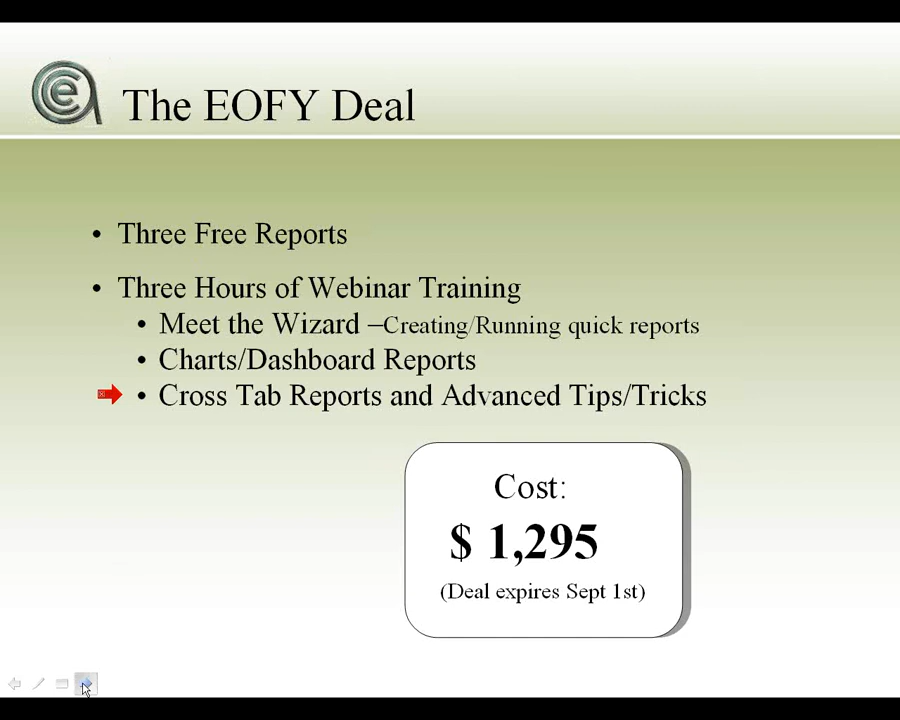 The EOFY Deal
• Three Free Reports
• Three Hours of Webinar Training
• Meet the Wizard –Creating/Running quick reports
• Charts/Dashboard Reports
• Cross Tab Reports and Advanced Tips/Tricks
Cost:
$ 1,295
(Deal expires Sept 1st)